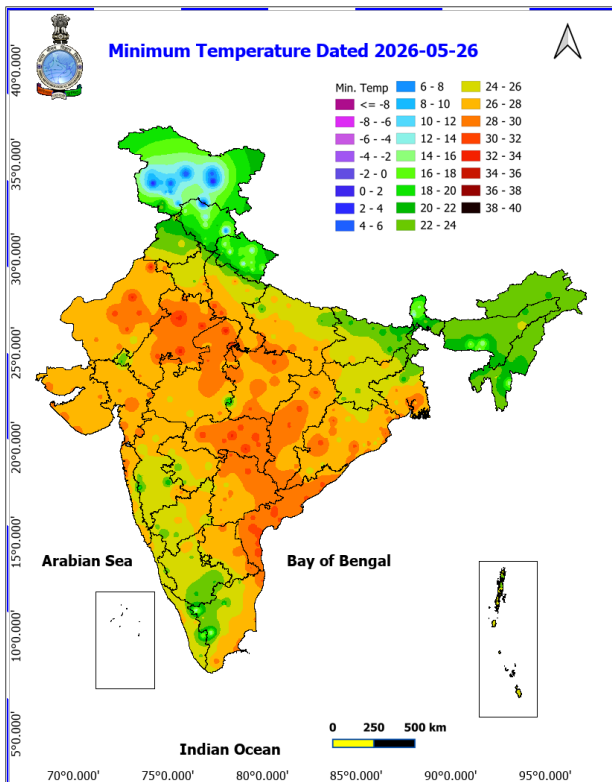 Minimum Temperature Dated 2026-05-26
Min. Temp
<= -8
-8 - -6
-6 - -4
-4 - -2
-2 - 0
0 - 2
2 - 4
4 - 6
6 - 8
8 - 10
10 - 12
12 - 14
14 - 16
16 - 18
18 - 20
20 - 22
22 - 24
24 - 26
26 - 28
28 - 30
30 - 32
32 - 34
34 - 36
36 - 38
38 - 40
40°0.000'
35°0.000'
30°0.000'
25°0.000'
20°0.000'
15°0.000'
10°0.000'
5°0.000'
Arabian Sea
Bay of Bengal
Indian Ocean
0 250 500 km
70°0.000' 75°0.000' 80°0.000' 85°0.000' 90°0.000' 95°0.000'